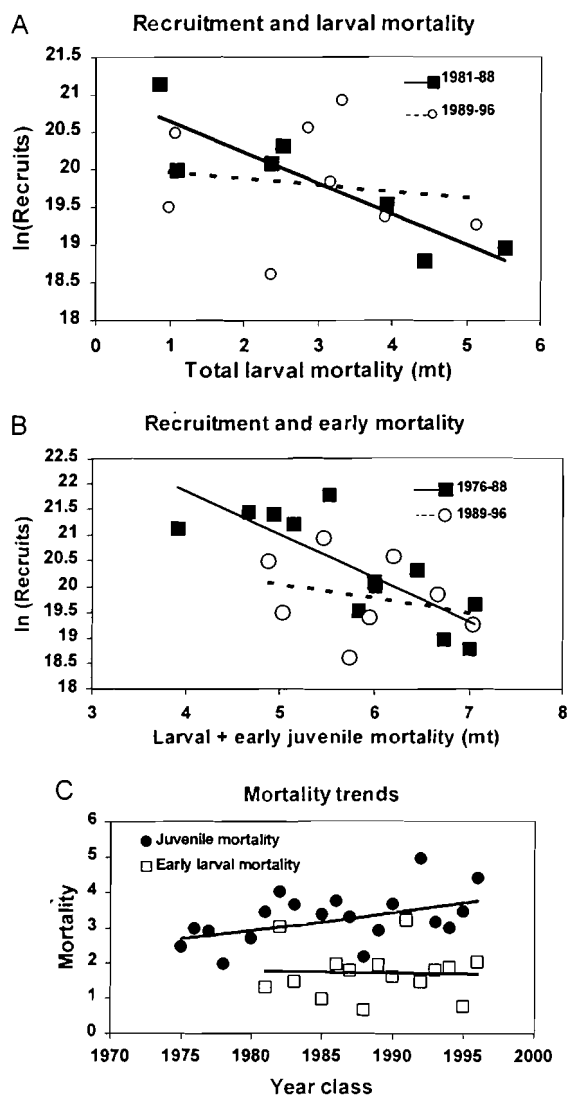 A
Recruitment and larval mortality
21.5
21
20.5
20
19.5
19
18.5
18
ln(Recruits)
1981-88
1989-96
0 1 2 3 4 5 6
Total larval mortality (mt)
B
Recruitment and early mortality
22.5
22
21.5
21
20.5
20
19.5
19
18.5
18
ln (Recruits)
1976-88
1989-96
3 4 5 6 7 8
Larval + early juvenile mortality (mt)
C
Mortality trends
6
5
4
3
2
1
0
Mortality
Juvenile mortality
Early larval mortality
1970 1975 1980 1985 1990 1995 2000
Year class